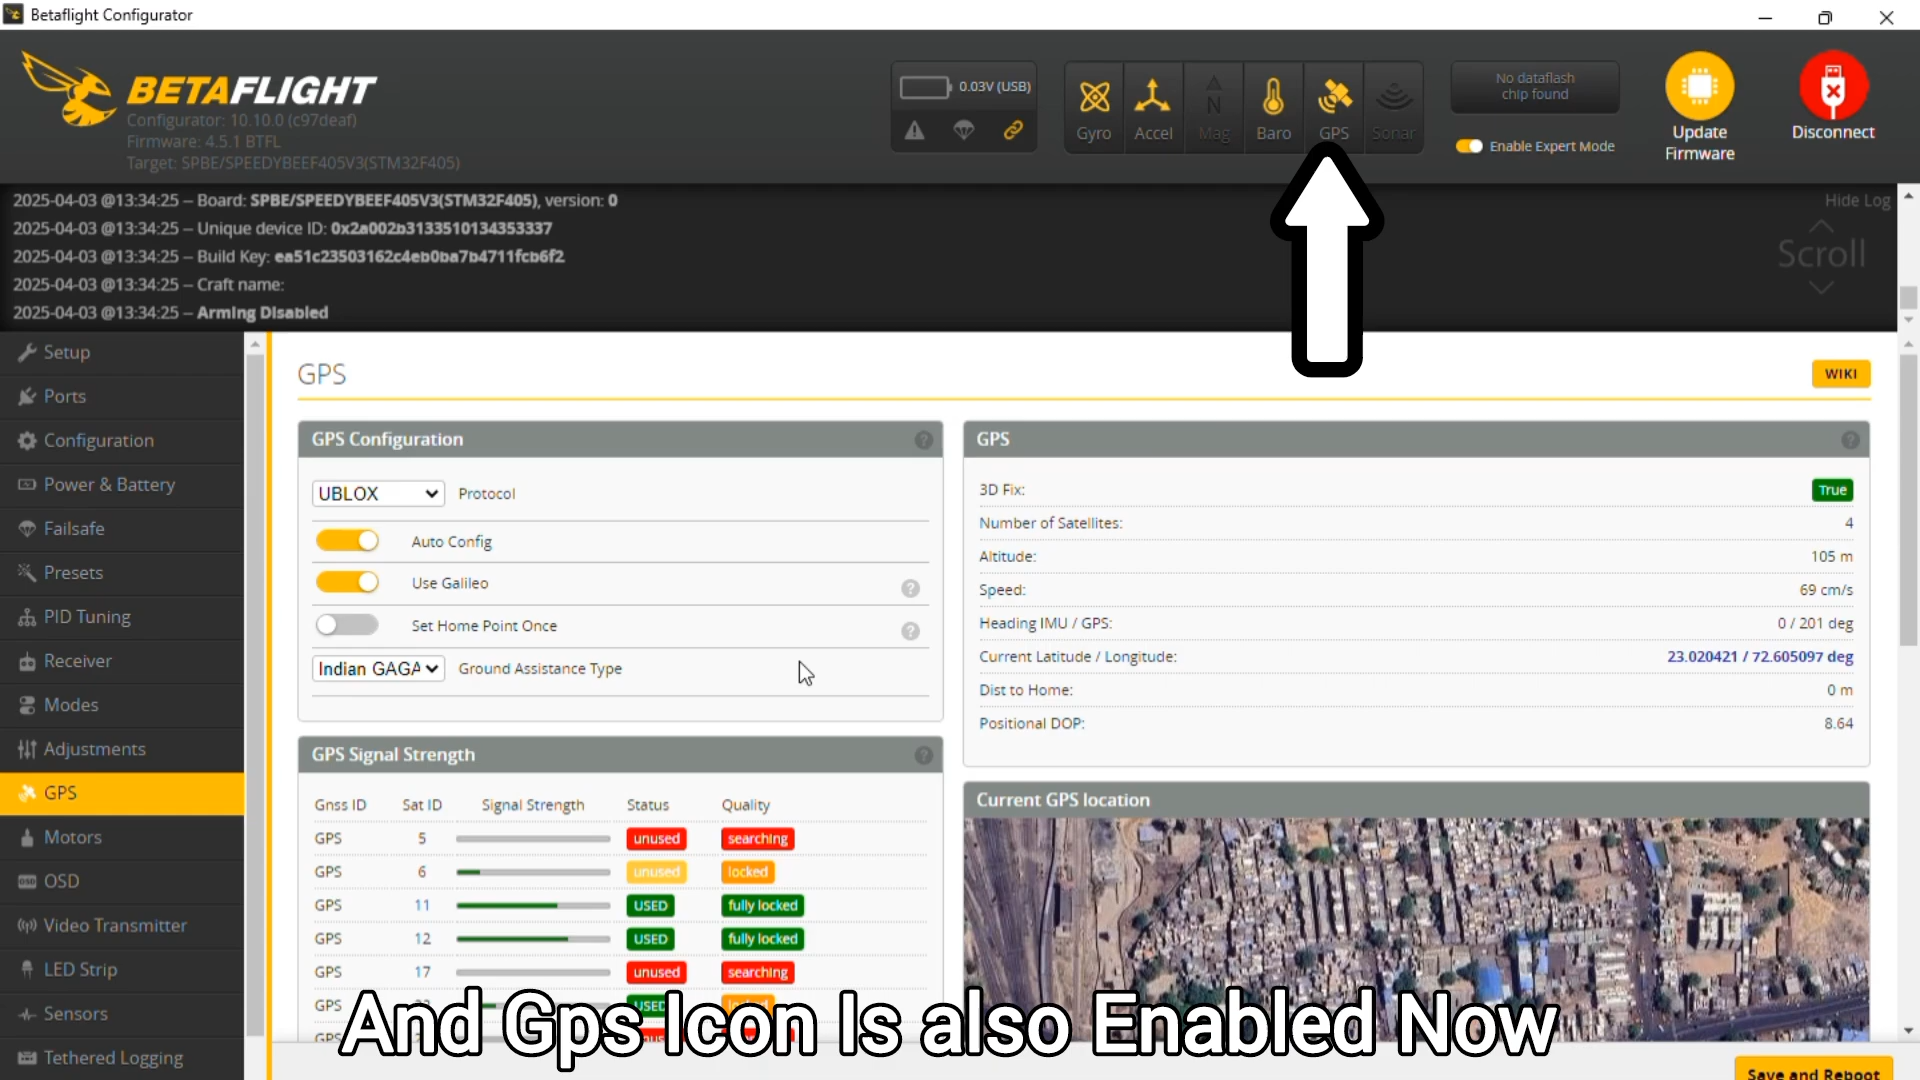 Betaflight Configurator
BETAFLIGHT
Configurator: 10.10.0 (c97deaf)
Firmware: 4.5.1 BTFL
Target: SPBE/SPEEDYBEEF405V3(STM32F405)
0.03V (USB)
Gyro
Accel
N
Mag
Baro
GPS
Sonar
No dataflash
chip found
Enable Expert Mode
Update
Firmware
Disconnect
2025-04-03 @13:34:25 -- Board: SPBE/SPEEDYBEEF405V3(STM32F405), version: 0
2025-04-03 @13:34:25 -- Unique device ID: 0x2a002b3133510134353337
2025-04-03 @13:34:25 -- Build Key: ea51c23503162c4eb0ba7b4711fcb6f2
2025-04-03 @13:34:25 -- Craft name:
2025-04-03 @13:34:25 -- Arming Disabled
Hide Log
Scroll
Setup
Ports
Configuration
Power & Battery
Failsafe
Presets
PID Tuning
Receiver
Modes
Adjustments
GPS
Motors
OSD
Video Transmitter
LED Strip
Sensors
Tethered Logging
GPS
WIKI
GPS Configuration
UBLOX Protocol
Auto Config
Use Galileo
Set Home Point Once
Indian GAGA Ground Assistance Type
GPS
3D Fix: True
Number of Satellites: 4
Altitude: 105 m
Speed: 69 cm/s
Heading IMU / GPS: 0 / 201 deg
Current Latitude / Longitude: 23.020421 / 72.605097 deg
Dist to Home: 0 m
Positional DOP: 8.64
GPS Signal Strength
Gnss ID Sat ID Signal Strength Status Quality
GPS 5 unused searching
GPS 6 unused locked
GPS 11 USED fully locked
GPS 12 USED fully locked
GPS 17 unused searching
GPS USED
Current GPS location
And Gps Icon Is also Enabled Now
Save and Reboot